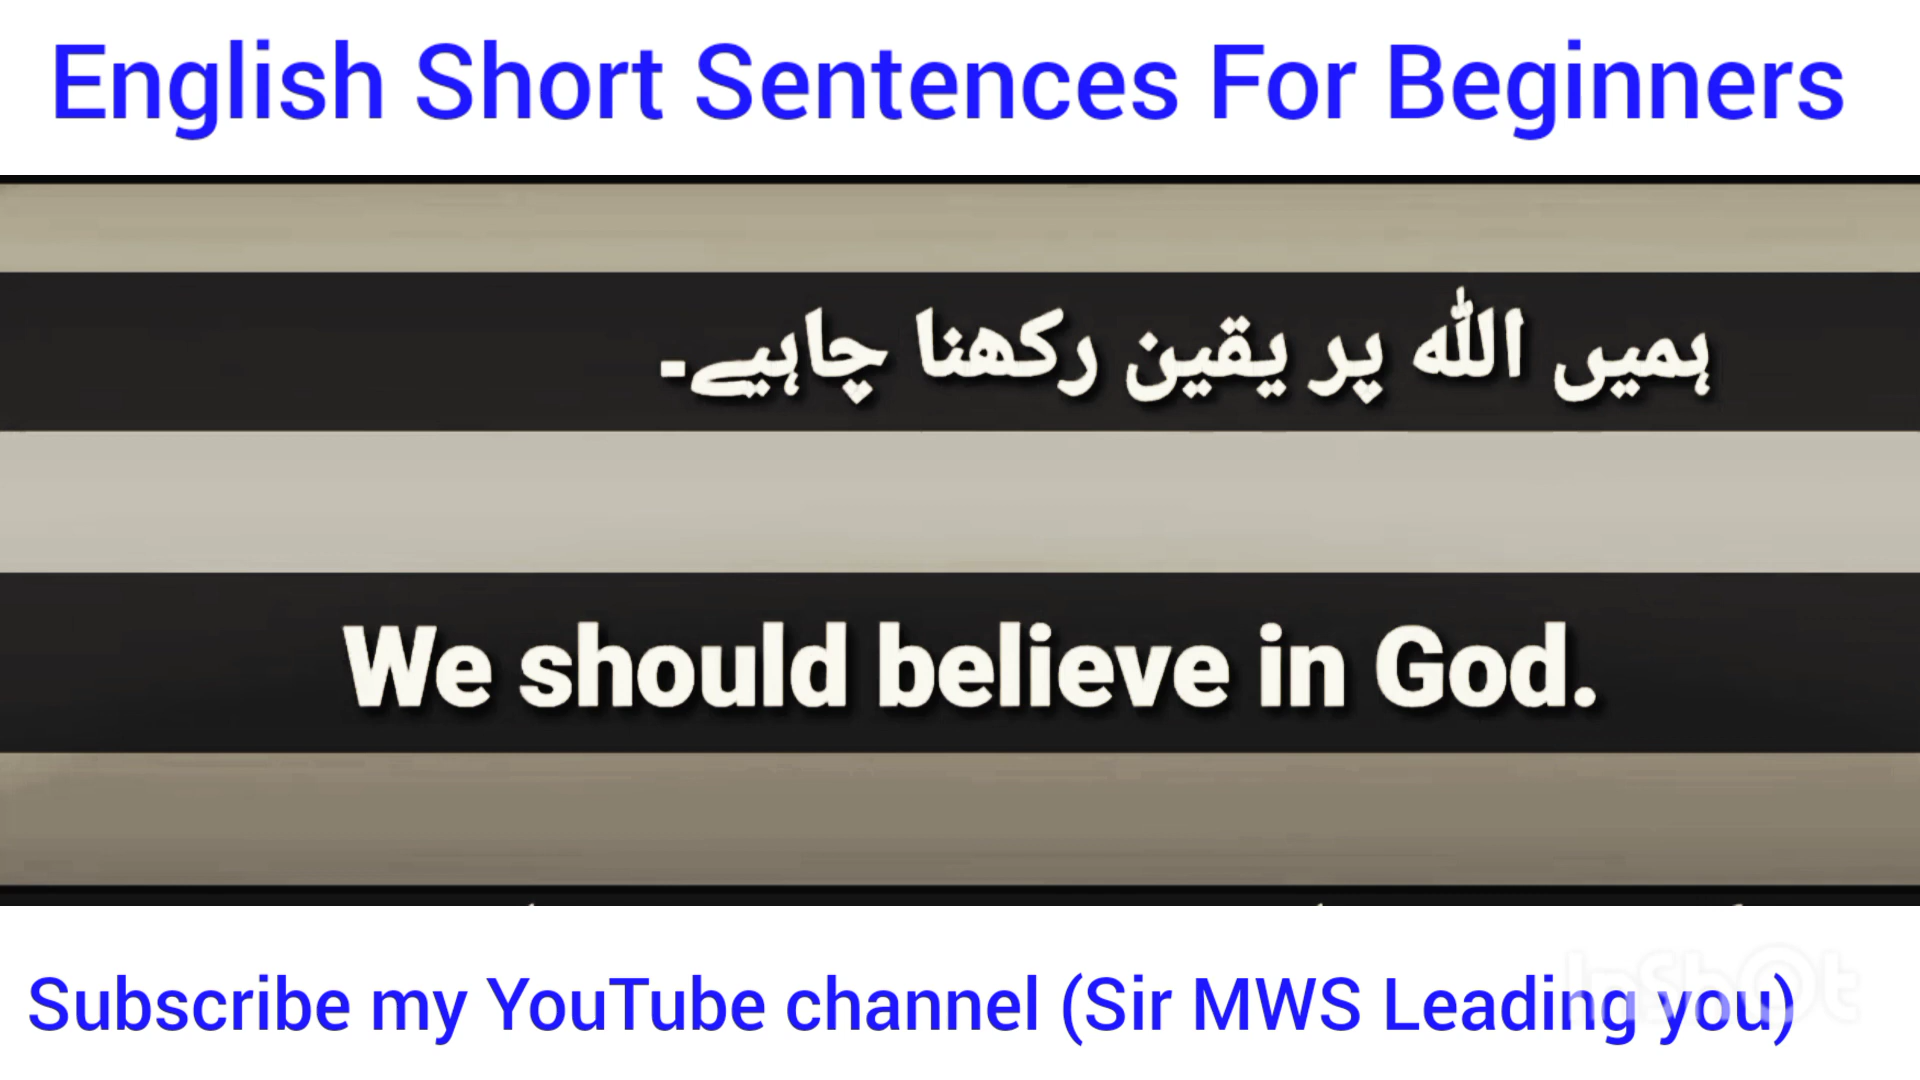 English Short Sentences For Beginners
ہمیں اللہ پر یقین رکھنا چاہیے۔
We should believe in God.
Subscribe my YouTube channel (Sir MWS Leading you)
InShOt